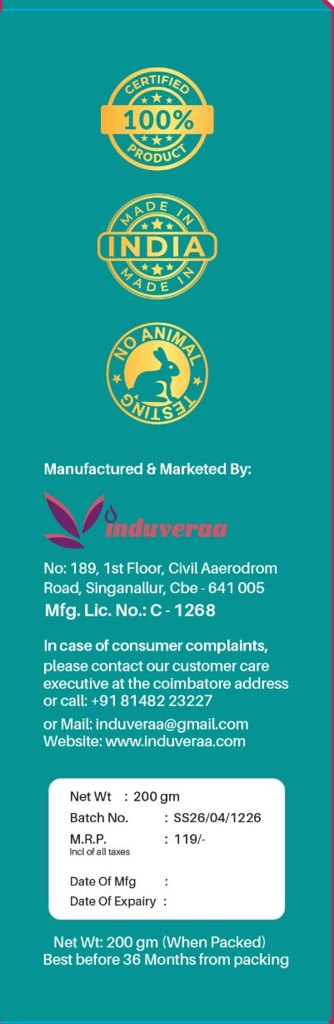 CERTIFIED
100%
PRODUCT
MADE IN
INDIA
MADE IN
NO ANIMAL
TESTING
Manufactured & Marketed By:
induveraa
No: 189, 1st Floor, Civil Aaerodrom
Road, Singanallur, Cbe - 641 005
Mfg. Lic. No.: C - 1268
In case of consumer complaints,
please contact our customer care
executive at the coimbatore address
or call: +91 81482 23227
or Mail: induveraa@gmail.com
Website: www.induveraa.com
Net Wt : 200 gm
Batch No. : SS26/04/1226
M.R.P. : 119/-
Incl of all taxes
Date Of Mfg :
Date Of Expairy :
Net Wt: 200 gm (When Packed)
Best before 36 Months from packing